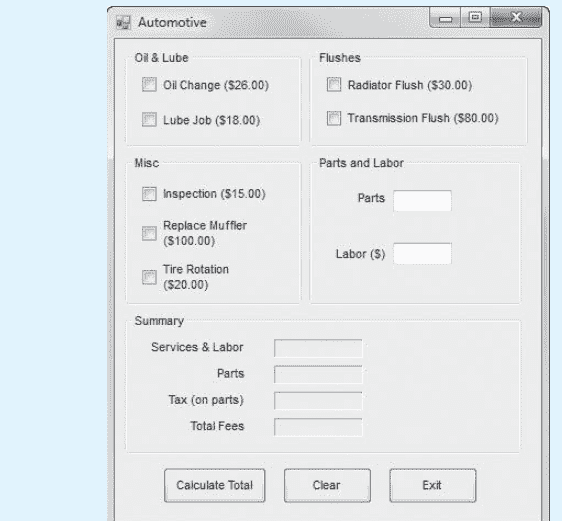 Automotive
Oil & Lube
Oil Change ($26.00)
Lube Job ($18.00)
Flushes
Radiator Flush ($30.00)
Transmission Flush ($80.00)
Misc
Inspection ($15.00)
Replace Muffler
($100.00)
Tire Rotation
($20.00)
Parts and Labor
Parts
Labor ($)
Summary
Services & Labor
Parts
Tax (on parts)
Total Fees
Calculate Total
Clear
Exit